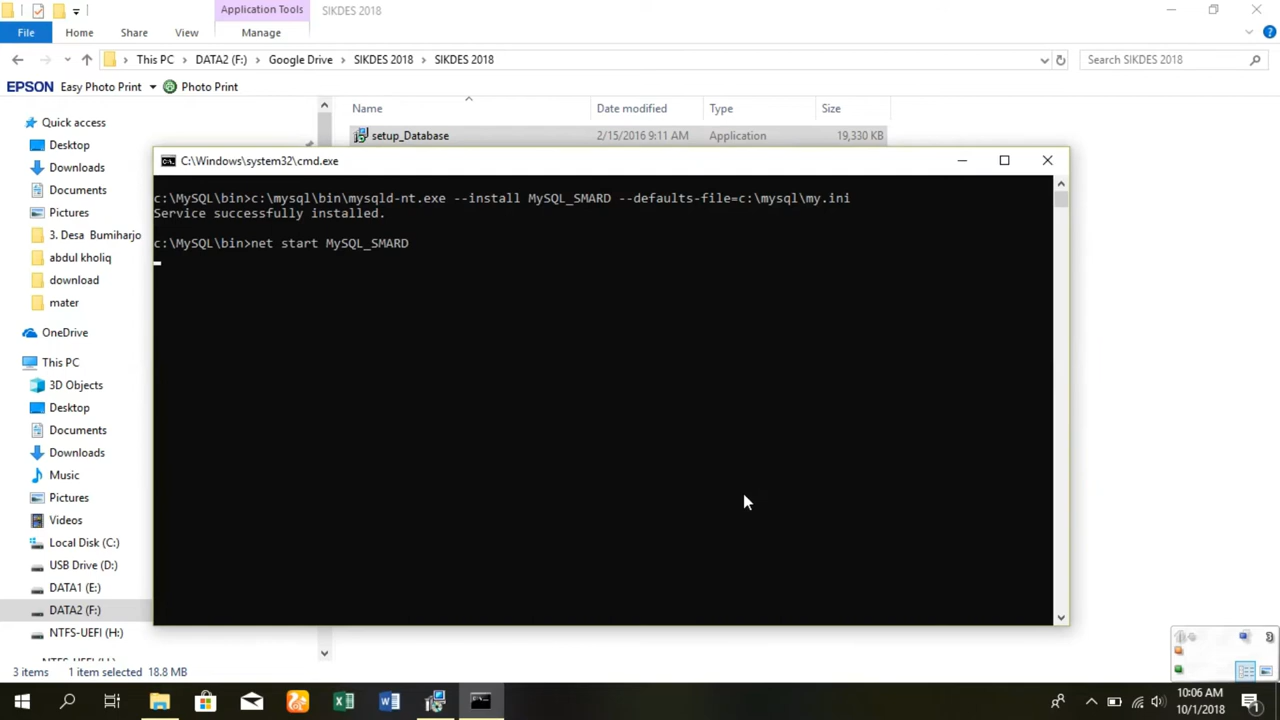 Application Tools
SIKDES 2018
File
Home
Share
View
Manage
This PC
DATA2 (F:)
Google Drive
SIKDES 2018
SIKDES 2018
Search SIKDES 2018
EPSON Easy Photo Print
Photo Print
Name
Date modified
Type
Size
setup_Database
2/15/2016 9:11 AM
Application
19,330 KB
Quick access
Desktop
Downloads
Documents
Pictures
3. Desa Bumiharjo
abdul kholiq
download
mater
OneDrive
This PC
3D Objects
Desktop
Documents
Downloads
Music
Pictures
Videos
Local Disk (C:)
USB Drive (D:)
DATA1 (E:)
DATA2 (F:)
NTFS-UEFI (H:)
C:\Windows\system32\cmd.exe
c:\MySQL\bin>c:\mysql\bin\mysqld-nt.exe --install MySQL_SMARD --defaults-file=c:\mysql\my.ini
Service successfully installed.
c:\MySQL\bin>net start MySQL_SMARD
3 items
1 item selected 18.8 MB
10:06 AM
10/1/2018
1